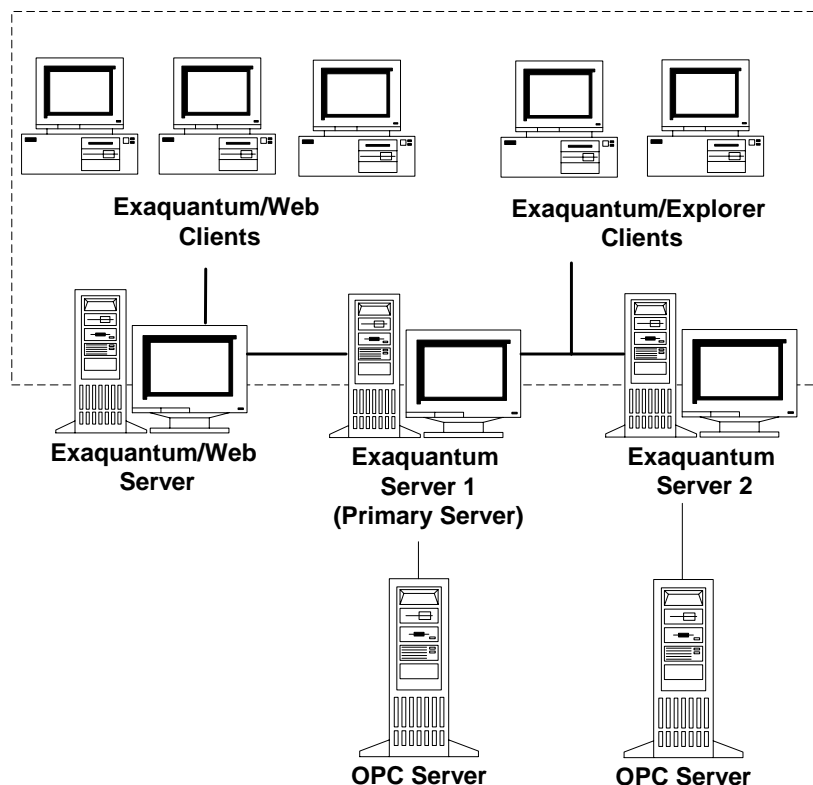 Exaquantum/Web
Clients
Exaquantum/Explorer
Clients
Exaquantum/Web
Server
Exaquantum
Server 1
(Primary Server)
Exaquantum
Server 2
OPC Server
OPC Server